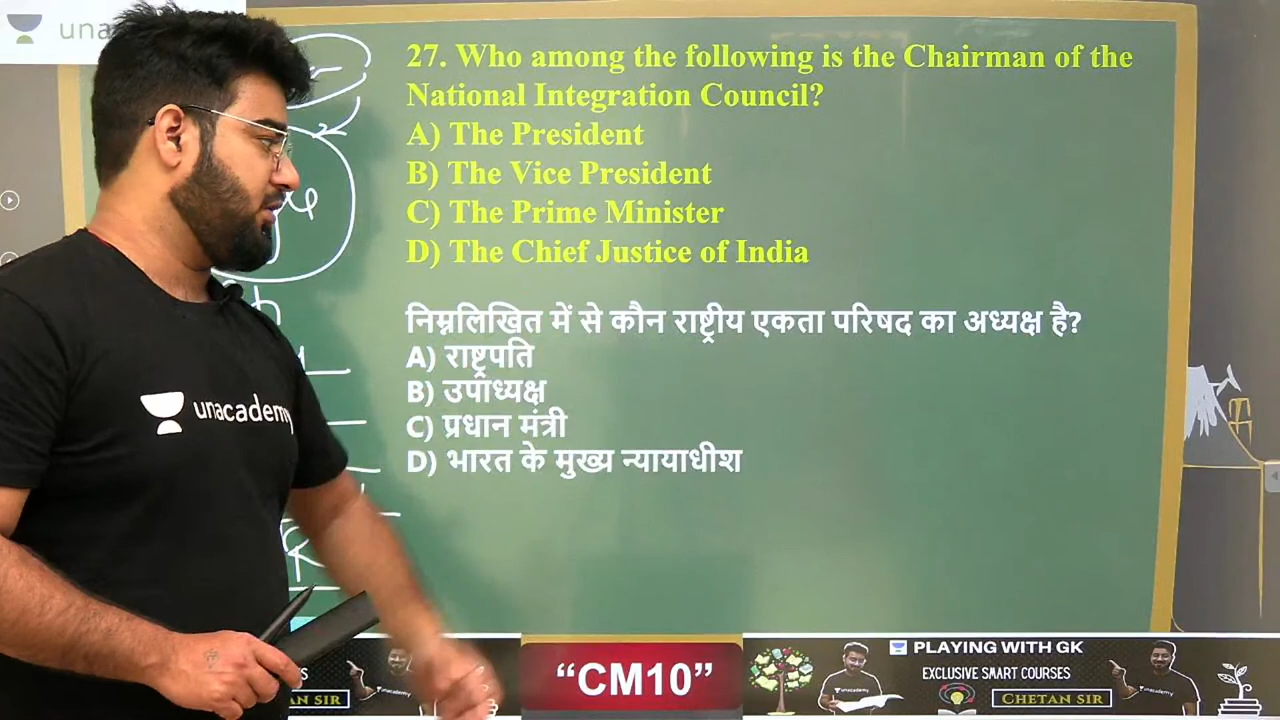 una
27. Who among the following is the Chairman of the
National Integration Council?
A) The President
B) The Vice President
C) The Prime Minister
D) The Chief Justice of India
निम्नलिखित में से कौन राष्ट्रीय एकता परिषद का अध्यक्ष है?
A) राष्ट्रपति
B) उपाध्यक्ष
C) प्रधान मंत्री
D) भारत के मुख्य न्यायाधीश
unacademy
“CM10”
PLAYING WITH GK
EXCLUSIVE SMART COURSES
CHETAN SIR
AN SIR
unacademy